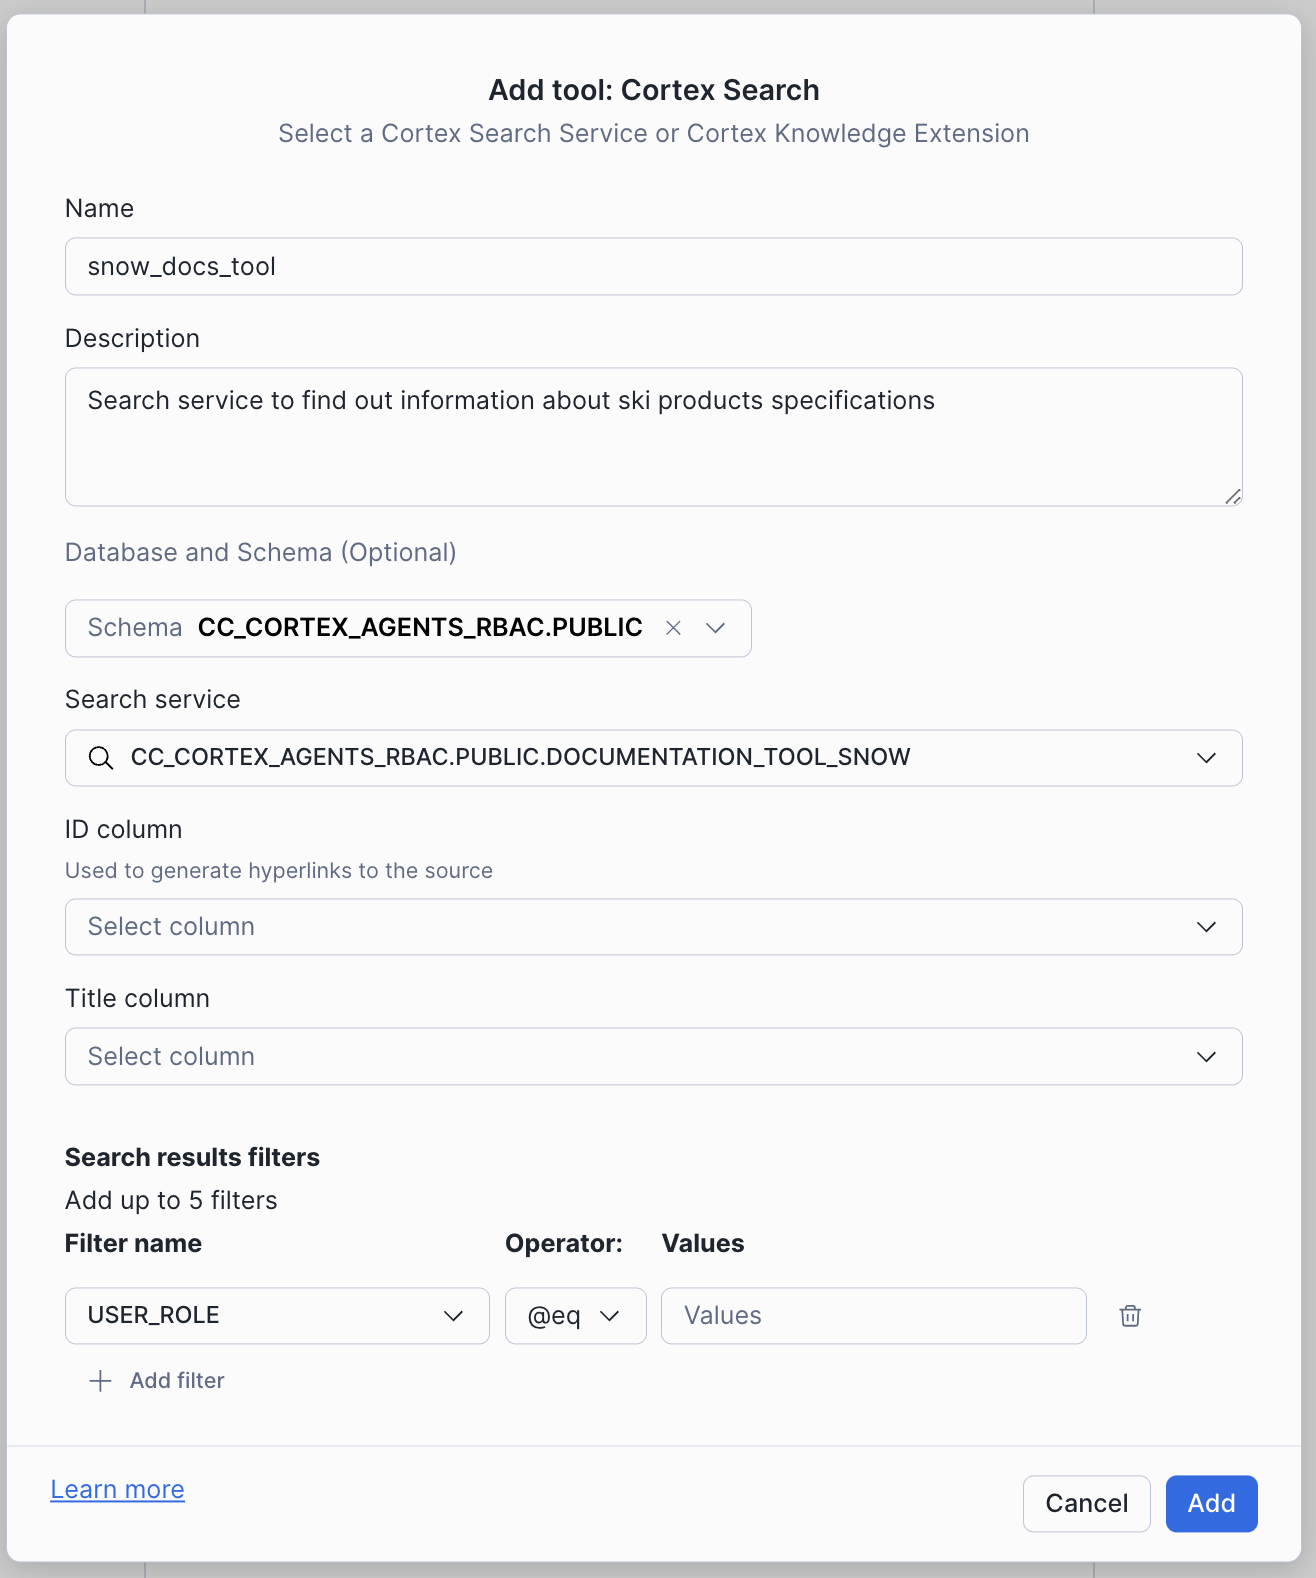 Add tool: Cortex Search
Select a Cortex Search Service or Cortex Knowledge Extension
Name
snow_docs_tool
Description
Search service to find out information about ski products specifications
Database and Schema (Optional)
Schema CC_CORTEX_AGENTS_RBAC.PUBLIC
Search service
CC_CORTEX_AGENTS_RBAC.PUBLIC.DOCUMENTATION_TOOL_SNOW
ID column
Used to generate hyperlinks to the source
Select column
Title column
Select column
Search results filters
Add up to 5 filters
Filter name Operator: Values
USER_ROLE @eq Values
Add filter
Learn more
Cancel Add